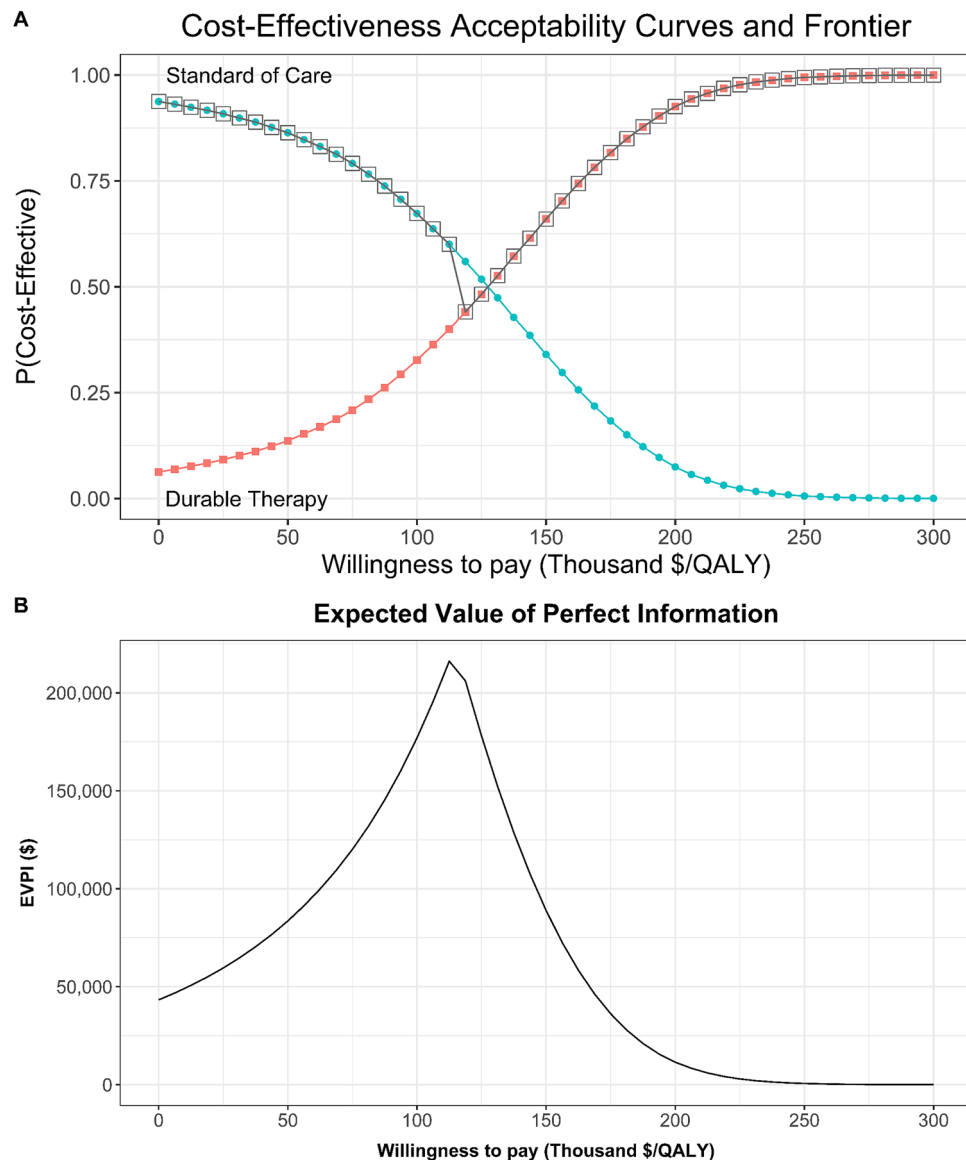 A
Cost-Effectiveness Acceptability Curves and Frontier
P(Cost-Effective)
1.00
0.75
0.50
0.25
0.00
Standard of Care
Durable Therapy
0 50 100 150 200 250 300
Willingness to pay (Thousand $/QALY)
B
Expected Value of Perfect Information
EVPI ($)
200,000
150,000
100,000
50,000
0
0 50 100 150 200 250 300
Willingness to pay (Thousand $/QALY)